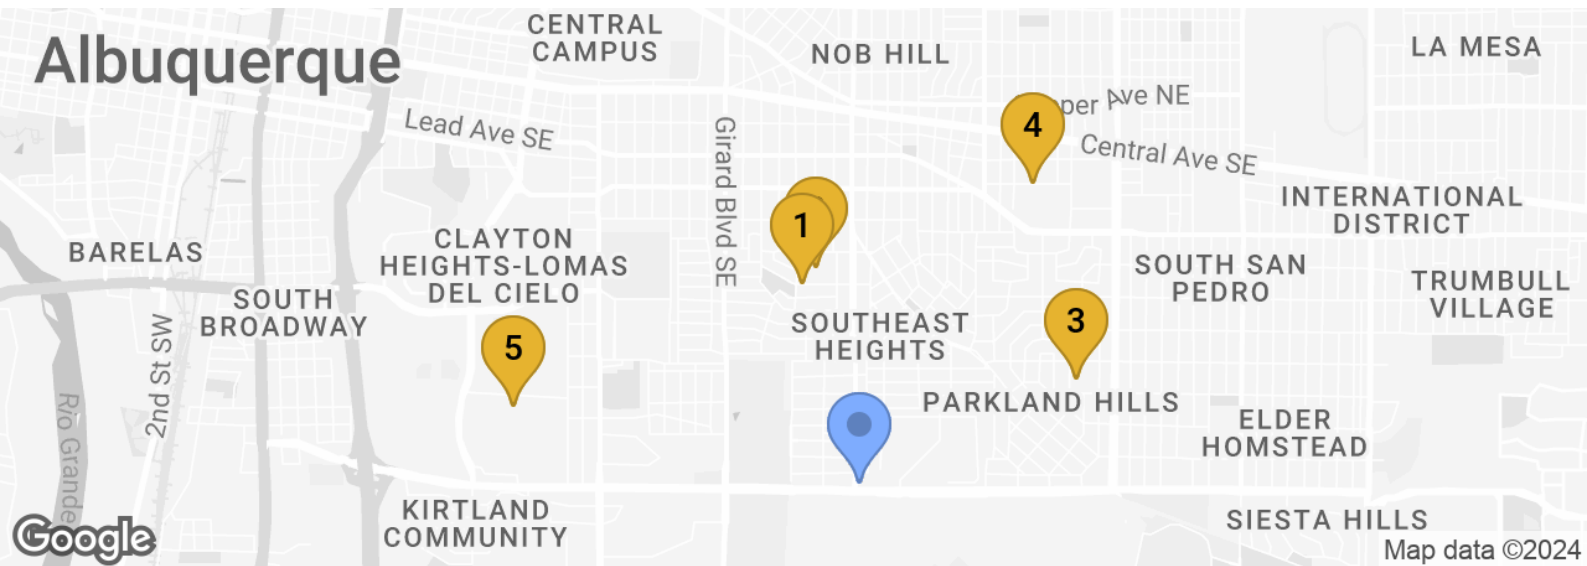 CENTRAL
CAMPUS
NOB HILL
LA MESA
Albuquerque
per Ave NE
4
Lead Ave SE
Central Ave SE
Girard Blvd SE
INTERNATIONAL
DISTRICT
1
BARELAS
CLAYTON
HEIGHTS-LOMAS
DEL CIELO
SOUTH SAN
PEDRO
TRUMBULL
VILLAGE
SOUTH
BROADWAY
SOUTHEAST
HEIGHTS
3
5
2nd St SW
Rio Grande
PARKLAND HILLS
ELDER
HOMSTEAD
KIRTLAND
COMMUNITY
SIESTA HILLS
Google
Map data ©2024